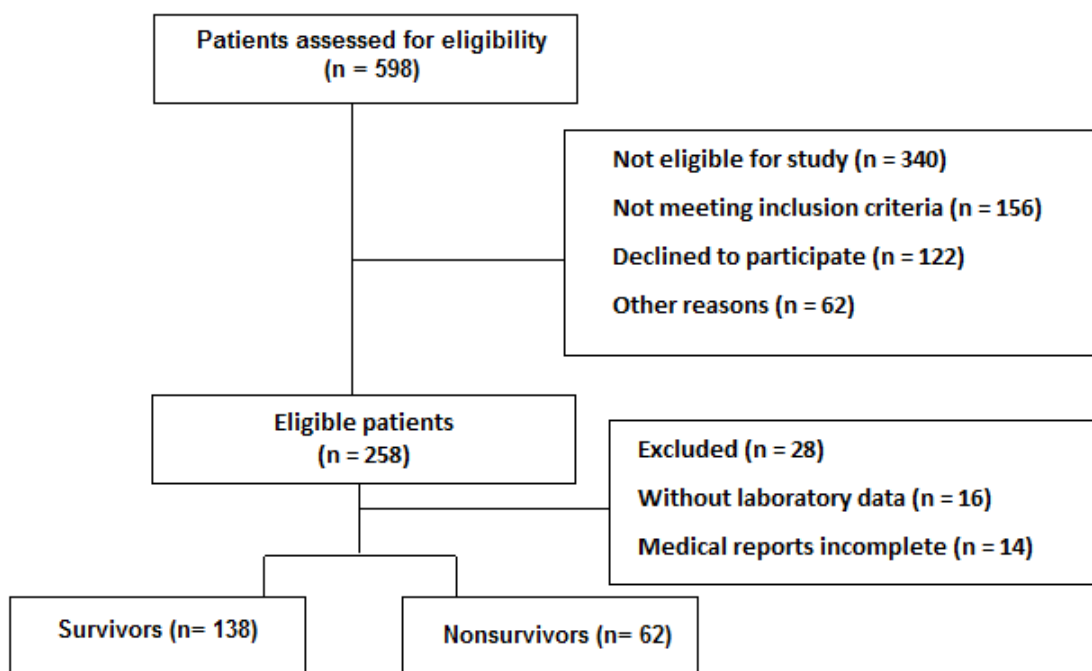 Patients assessed for eligibility
(n = 598)
Not eligible for study (n = 340)
Not meeting inclusion criteria (n = 156)
Declined to participate (n = 122)
Other reasons (n = 62)
Eligible patients
(n = 258)
Excluded (n = 28)
Without laboratory data (n = 16)
Medical reports incomplete (n = 14)
Survivors (n= 138)
Nonsurvivors (n= 62)